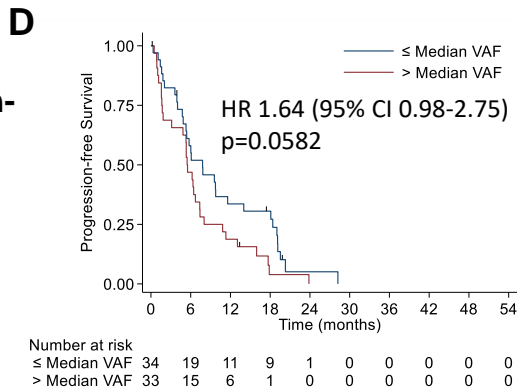 D
1-
≤ Median VAF
> Median VAF
HR 1.64 (95% CI 0.98-2.75)
p=0.0582
Progression-free Survival
1.00
0.75
0.50
0.25
0.00
0 6 12 18 24 30 36 42 48 54
Time (months)
Number at risk
≤ Median VAF 34 19 11 9 1 0 0 0 0 0
> Median VAF 33 15 6 1 0 0 0 0 0 0